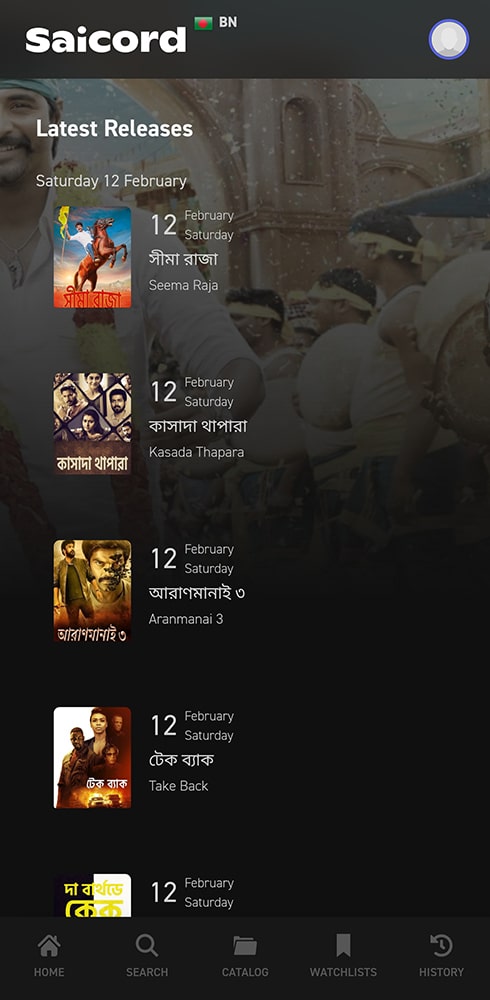 Saicord
BN
Latest Releases
Saturday 12 February
সীমা রাজা
12
February
Saturday
সীমা রাজা
Seema Raja
কাসাদা থাপারা
12
February
Saturday
কাসাদা থাপারা
Kasada Thapara
আরাণমানাই ৩
12
February
Saturday
আরাণমানাই ৩
Aranmanai 3
টেক ব্যাক
12
February
Saturday
টেক ব্যাক
Take Back
দা বার্থডে
কেক
12
February
Saturday
HOME
SEARCH
CATALOG
WATCHLISTS
HISTORY